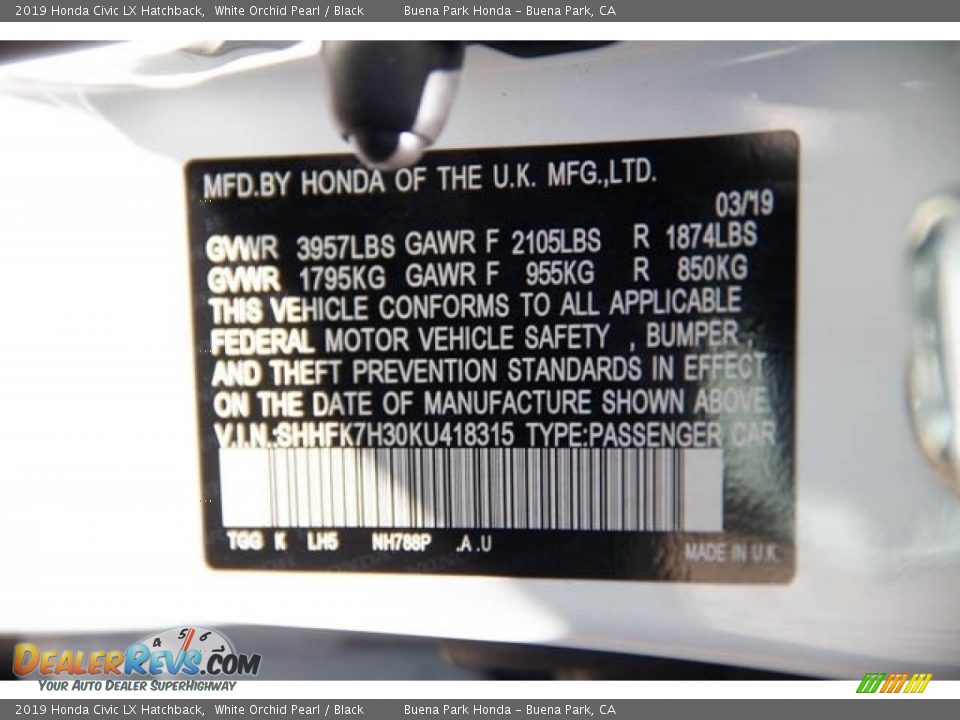 2019 Honda Civic LX Hatchback, White Orchid Pearl / Black Buena Park Honda - Buena Park, CA
MFD.BY HONDA OF THE U.K. MFG.,LTD.
03/19
GVWR 3957LBS GAWR F 2105LBS R 1874LBS
GVWR 1795KG GAWR F 955KG R 850KG
THIS VEHICLE CONFORMS TO ALL APPLICABLE
FEDERAL MOTOR VEHICLE SAFETY , BUMPER ,
AND THEFT PREVENTION STANDARDS IN EFFECT
ON THE DATE OF MANUFACTURE SHOWN ABOVE.
V.I.N.:SHHFK7H30KU418315 TYPE:PASSENGER CAR
TGG K LH5 NH788P .A .U
MADE IN U.K.
4 5 6
DEALERREVS.COM
YOUR AUTO DEALER SUPERHIGHWAY
2019 Honda Civic LX Hatchback, White Orchid Pearl / Black Buena Park Honda - Buena Park, CA